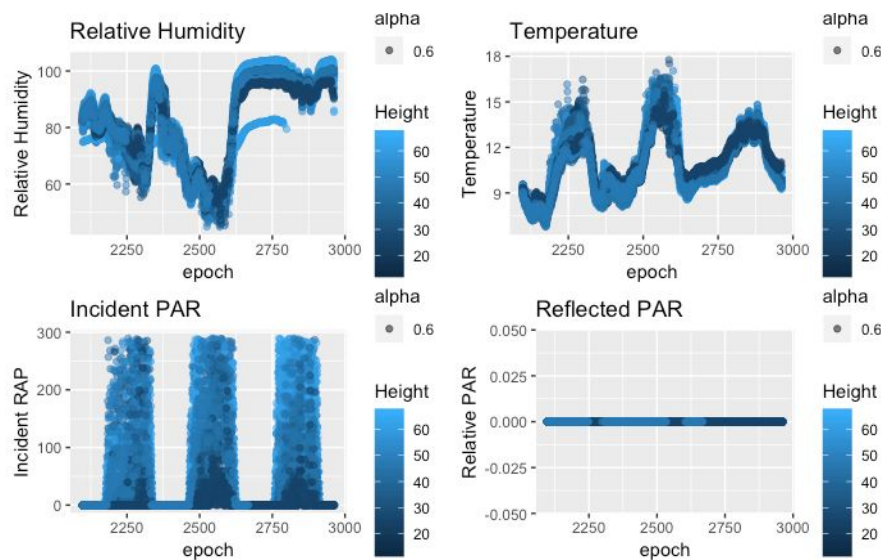 Relative Humidity
Relative Humidity
100
80
60
2250
2500
2750
3000
epoch
alpha
0.6
Height
60
50
40
30
20
Temperature
Temperature
18
15
12
9
2250
2500
2750
3000
epoch
alpha
0.6
Height
60
50
40
30
20
Incident PAR
Incident RAP
300
200
100
0
2250
2500
2750
3000
epoch
alpha
0.6
Height
60
50
40
30
20
Reflected PAR
Relative PAR
0.050
0.025
0.000
-0.025
-0.050
2250
2500
2750
3000
epoch
alpha
0.6
Height
60
50
40
30
20